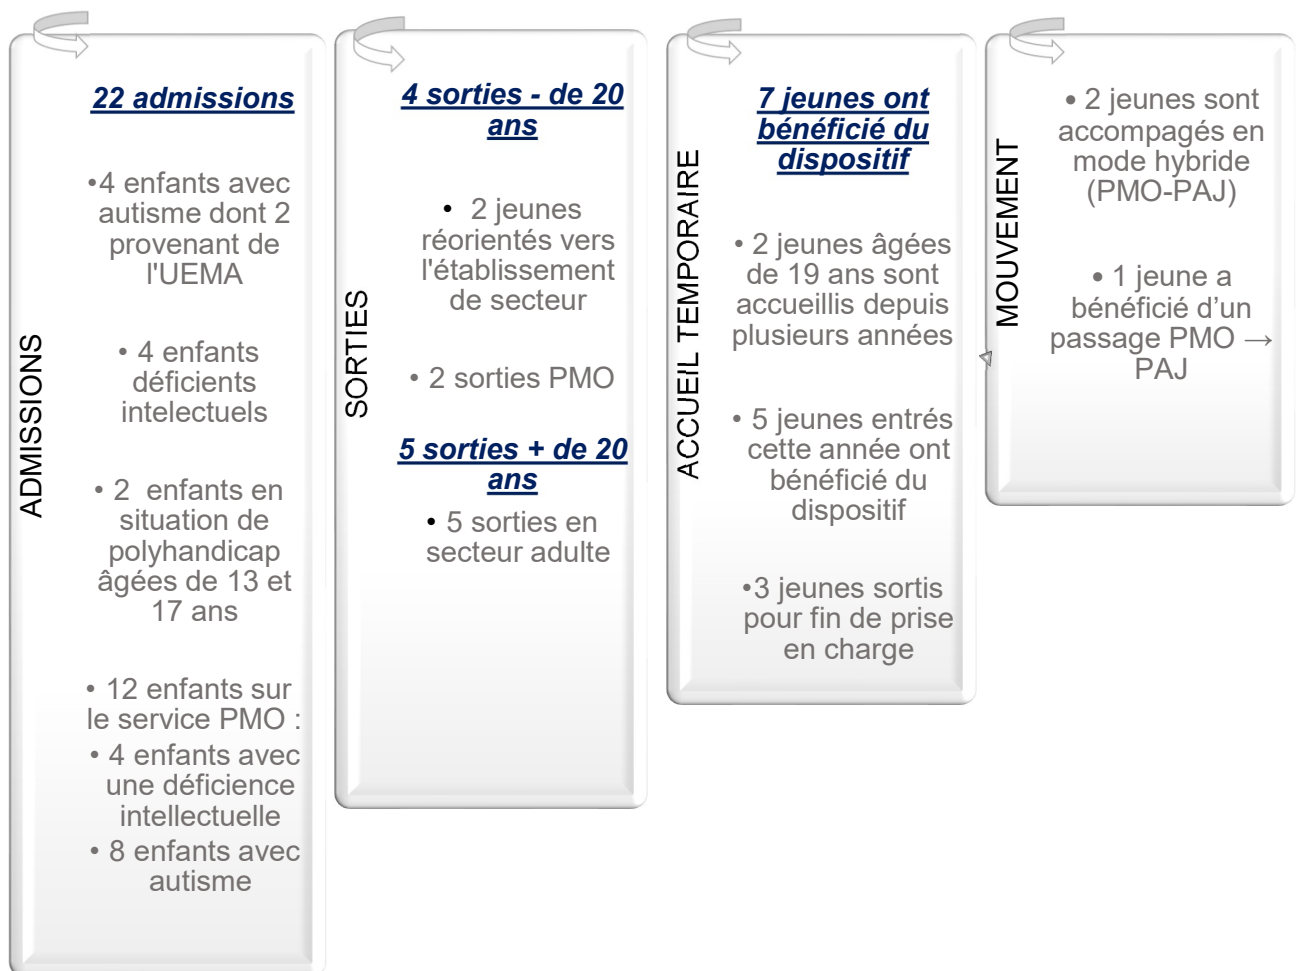 ADMISSIONS
22 admissions
•4 enfants avec
autisme dont 2
provenant de
l'UEMA
• 4 enfants
déficients
intelectuels
• 2 enfants en
situation de
polyhandicap
âgées de 13 et
17 ans
• 12 enfants sur
le service PMO :
• 4 enfants avec
une déficience
intellectuelle
• 8 enfants avec
autisme
SORTIES
4 sorties - de 20
ans
• 2 jeunes
réorientés vers
l'établissement
de secteur
• 2 sorties PMO
5 sorties + de 20
ans
• 5 sorties en
secteur adulte
ACCUEIL TEMPORAIRE
7 jeunes ont
bénéficié du
dispositif
• 2 jeunes âgées
de 19 ans sont
accueillis depuis
plusieurs années
• 5 jeunes entrés
cette année ont
bénéficié du
dispositif
•3 jeunes sortis
pour fin de prise
en charge
MOUVEMENT
• 2 jeunes sont
accompagés en
mode hybride
(PMO-PAJ)
• 1 jeune a
bénéficié d’un
passage PMO →
PAJ